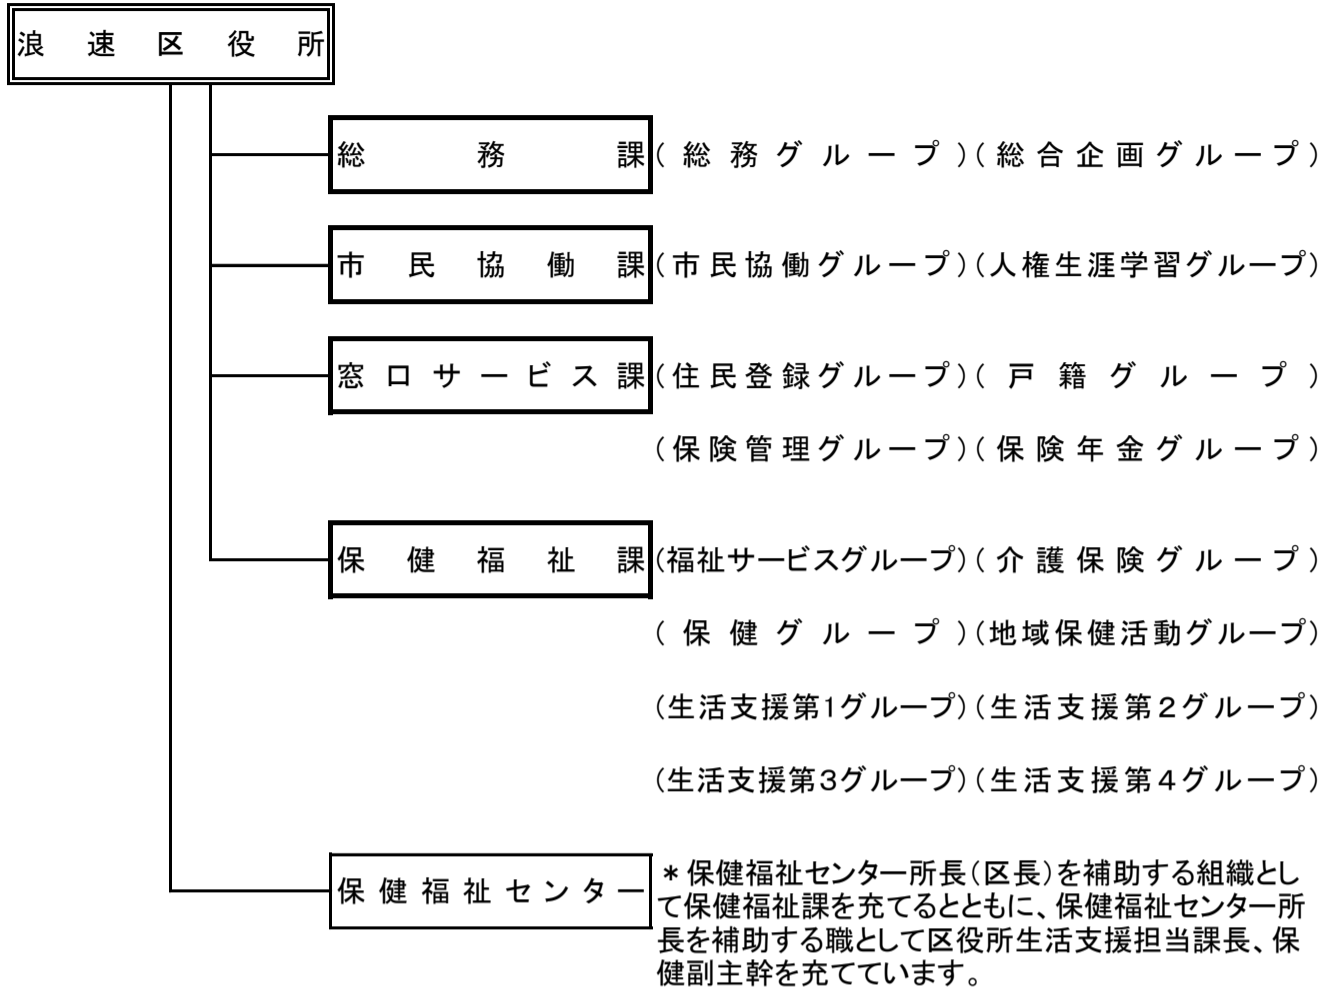 浪速区役所
総務課(総務グループ)(総合企画グループ)
市民協働課(市民協働グループ)(人権生涯学習グループ)
窓口サービス課(住民登録グループ)(戸籍グループ)
(保険管理グループ)(保険年金グループ)
保健福祉課(福祉サービスグループ)(介護保険グループ)
(保健グループ)(地域保健活動グループ)
(生活支援第1グループ)(生活支援第2グループ)
(生活支援第3グループ)(生活支援第4グループ)
保健福祉センター
＊保健福祉センター所長(区長)を補助する組織とし
て保健福祉課を充てるとともに、保健福祉センター所
長を補助する職として区役所生活支援担当課長、保
健副主幹を充てています。